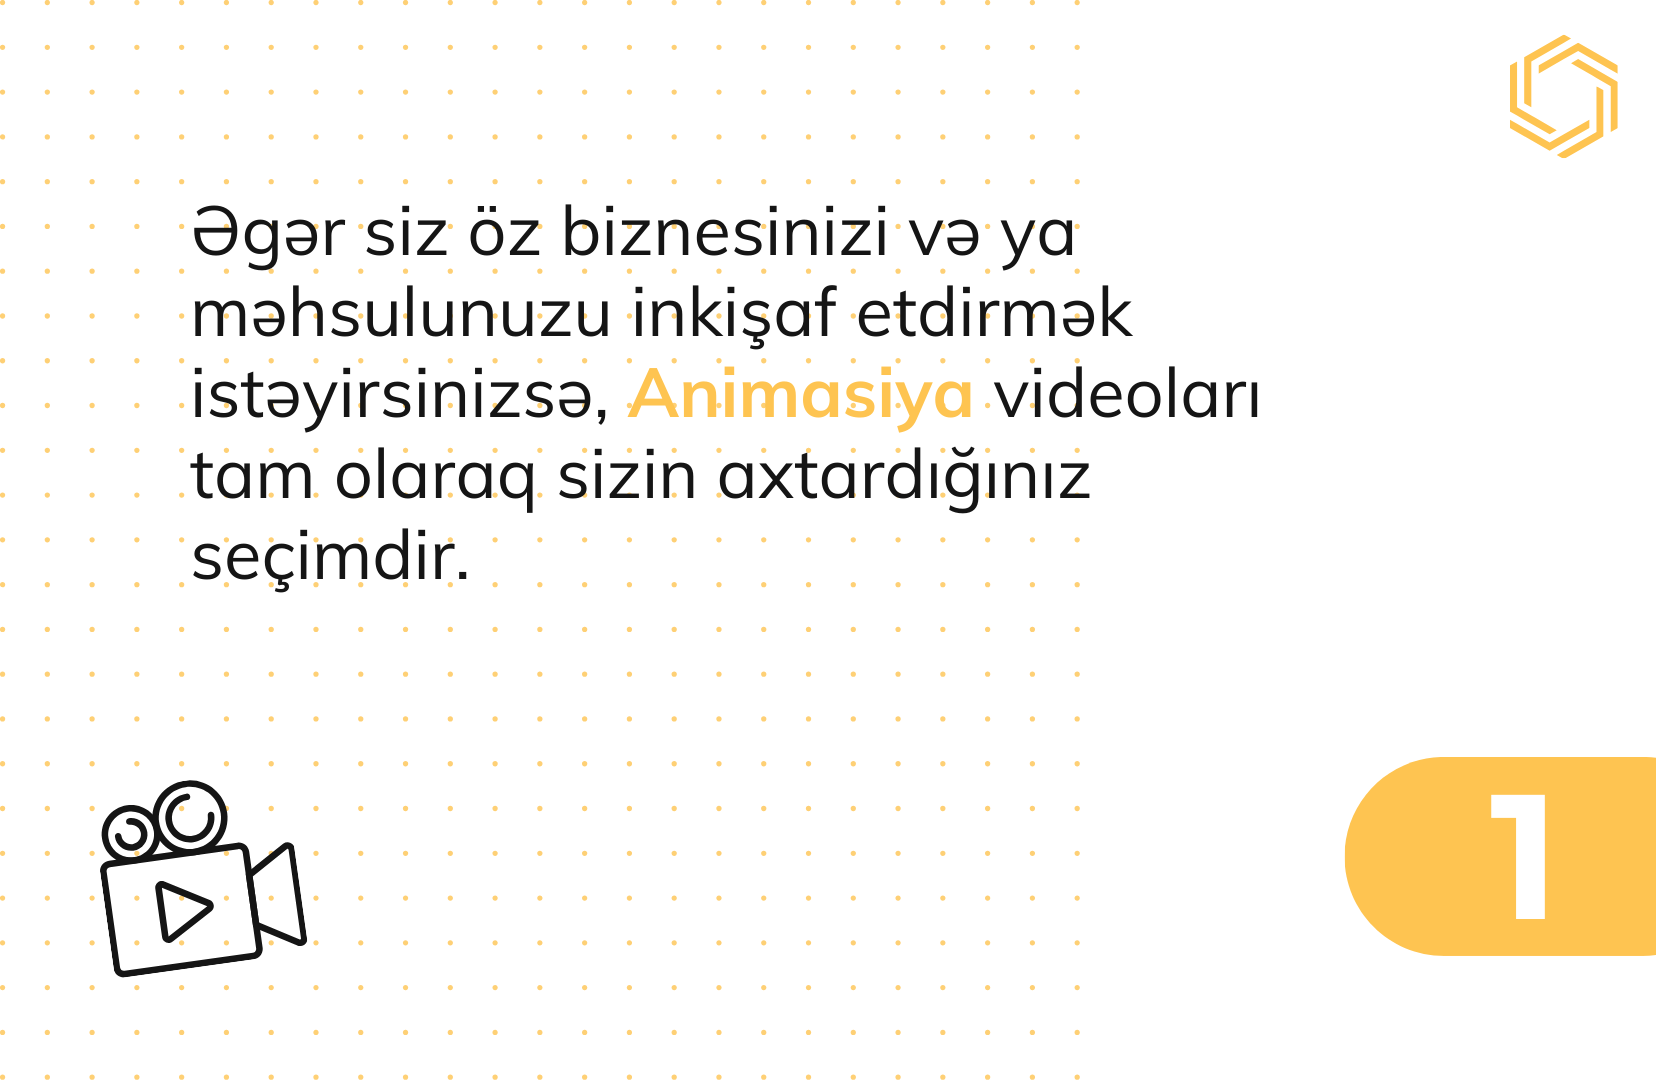 Əgər siz öz biznesinizi və ya
məhsulunuzu inkişaf etdirmək
istəyirsinizsə, Animasiya videoları
tam olaraq sizin axtardığınız
seçimdir.
1